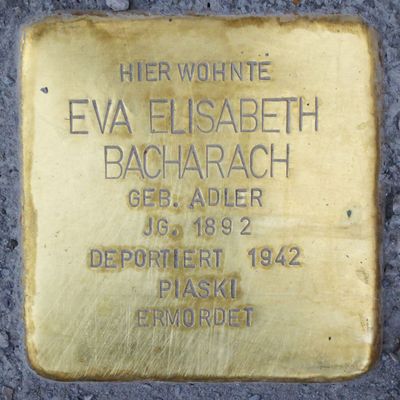 HIER WOHNTE
EVA ELISABETH
BACHARACH
GEB. ADLER
JG. 1892
DEPORTIERT 1942
PIASKI
ERMORDET